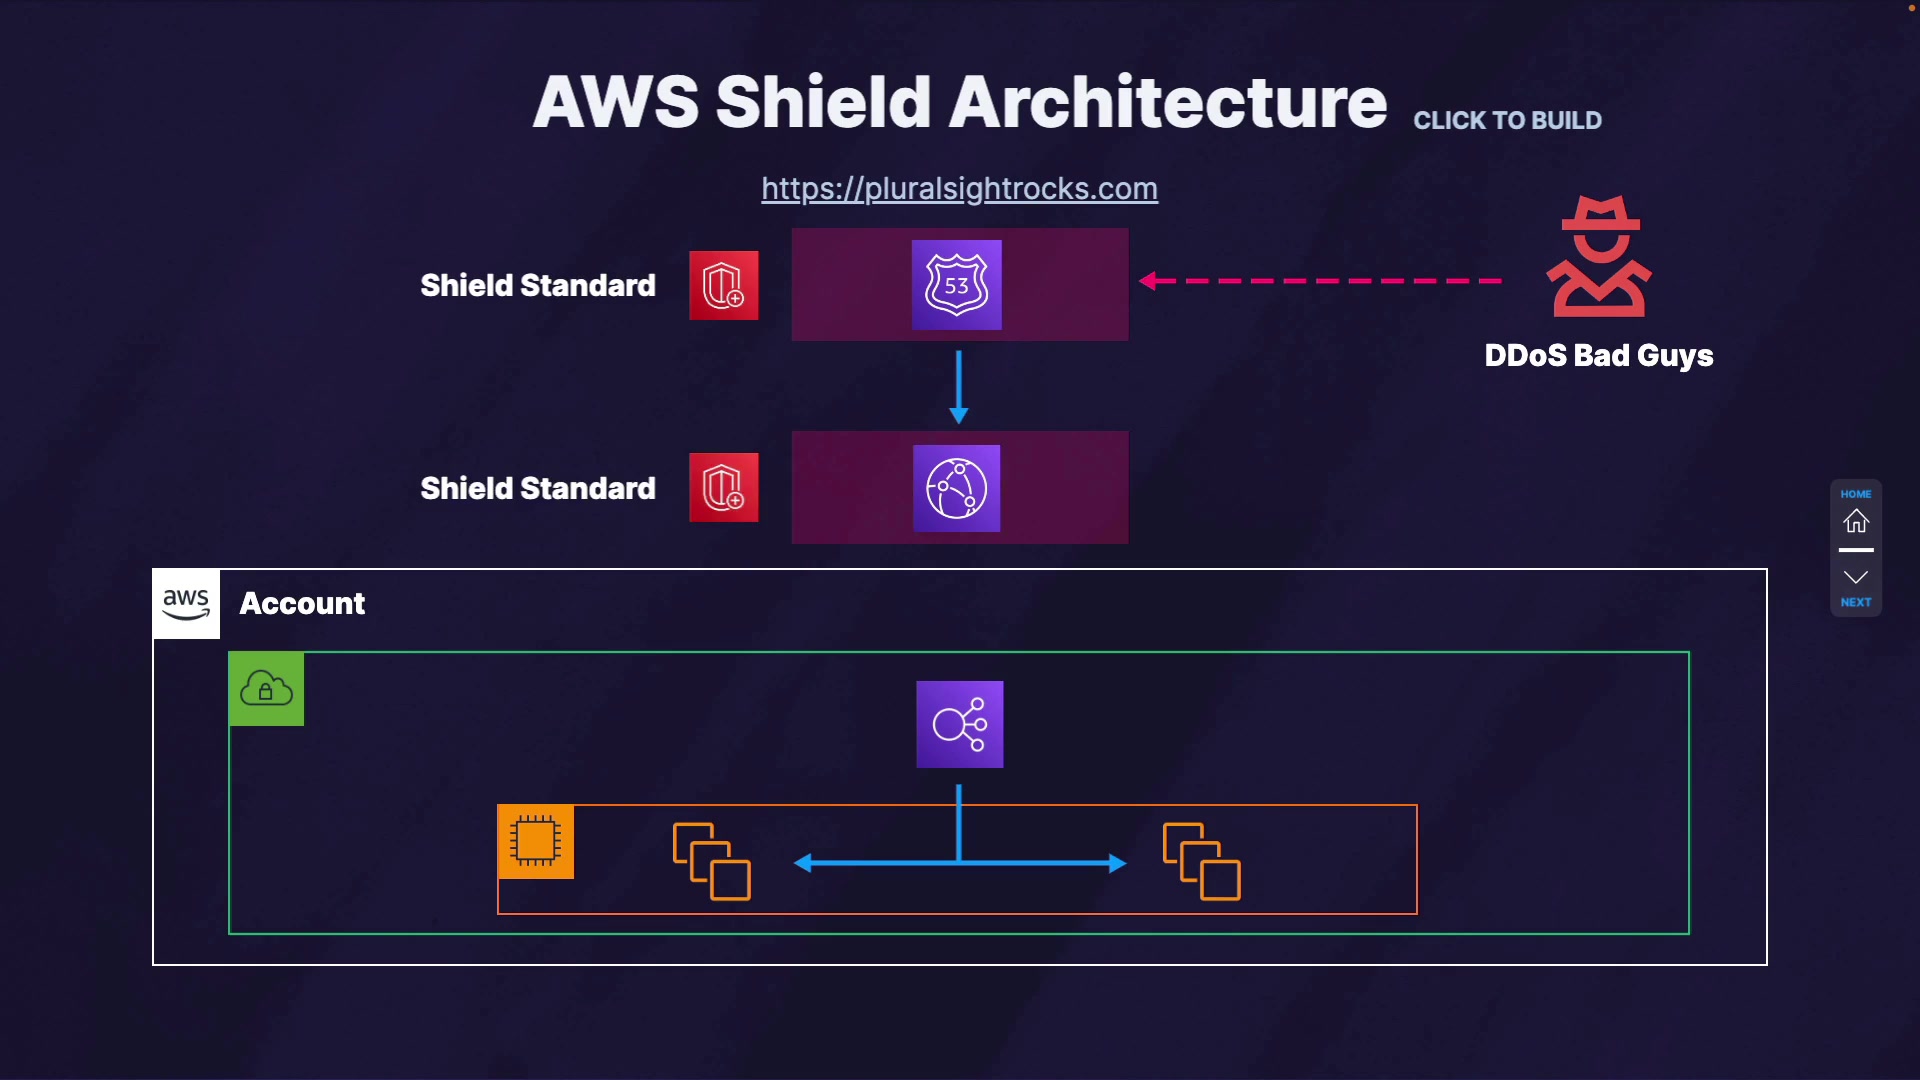 AWS Shield Architecture CLICK TO BUILD
https://pluralsightrocks.com
Shield Standard
53
DDoS Bad Guys
Shield Standard
HOME
NEXT
aws
Account